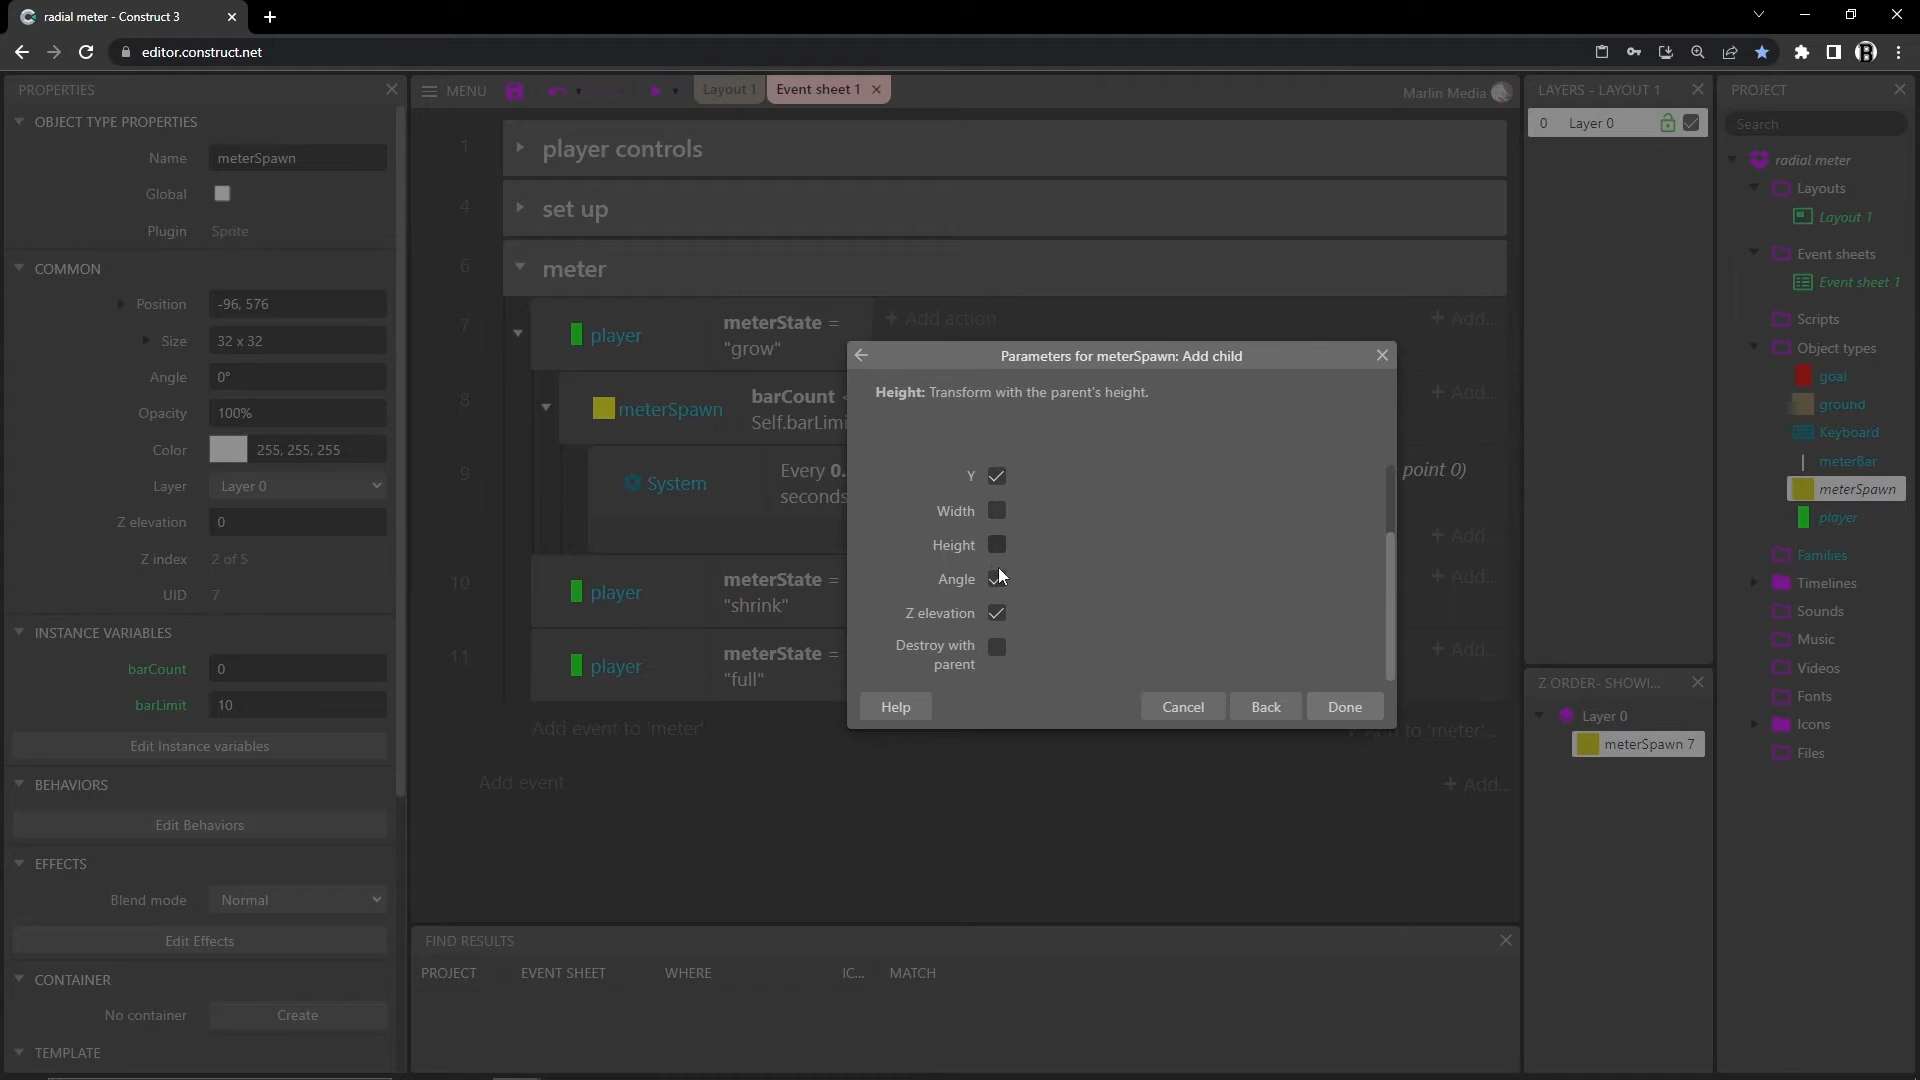 radial meter - Construct 3
editor.construct.net
PROPERTIES
OBJECT TYPE PROPERTIES
Name meterSpawn
Global
Plugin Sprite
COMMON
Position -96, 576
Size 32 x 32
Angle 0°
Opacity 100%
Color 255, 255, 255
Layer Layer 0
Z elevation 0
Z index 2 of 5
UID 7
INSTANCE VARIABLES
barCount 0
barLimit 10
Edit Instance variables
BEHAVIORS
Edit Behaviors
EFFECTS
Blend mode Normal
Edit Effects
CONTAINER
No container Create
TEMPLATE
MENU
Layout 1
Event sheet 1
Marlin Media
1 player controls
4 set up
6 meter
7 player meterState =
"grow"
+ Add action
+ Add...
8 meterSpawn barCount <
Self.barLimi
+ Add...
9 System Every 0.
seconds
point 0)
+ Add...
10 player meterState =
"shrink"
+ Add...
11 player meterState =
"full"
+ Add...
Add event to 'meter'
to 'meter'...
Add event
+ Add...
Parameters for meterSpawn: Add child
Height: Transform with the parent's height.
Y
Width
Height
Angle
Z elevation
Destroy with
parent
Help
Cancel
Back
Done
FIND RESULTS
PROJECT EVENT SHEET WHERE IC... MATCH
LAYERS - LAYOUT 1
0 Layer 0
Z ORDER- SHOWI...
Layer 0
meterSpawn 7
PROJECT
Search
radial meter
Layouts
Layout 1
Event sheets
Event sheet 1
Scripts
Object types
goal
ground
Keyboard
meterBar
meterSpawn
player
Families
Timelines
Sounds
Music
Videos
Fonts
Icons
Files